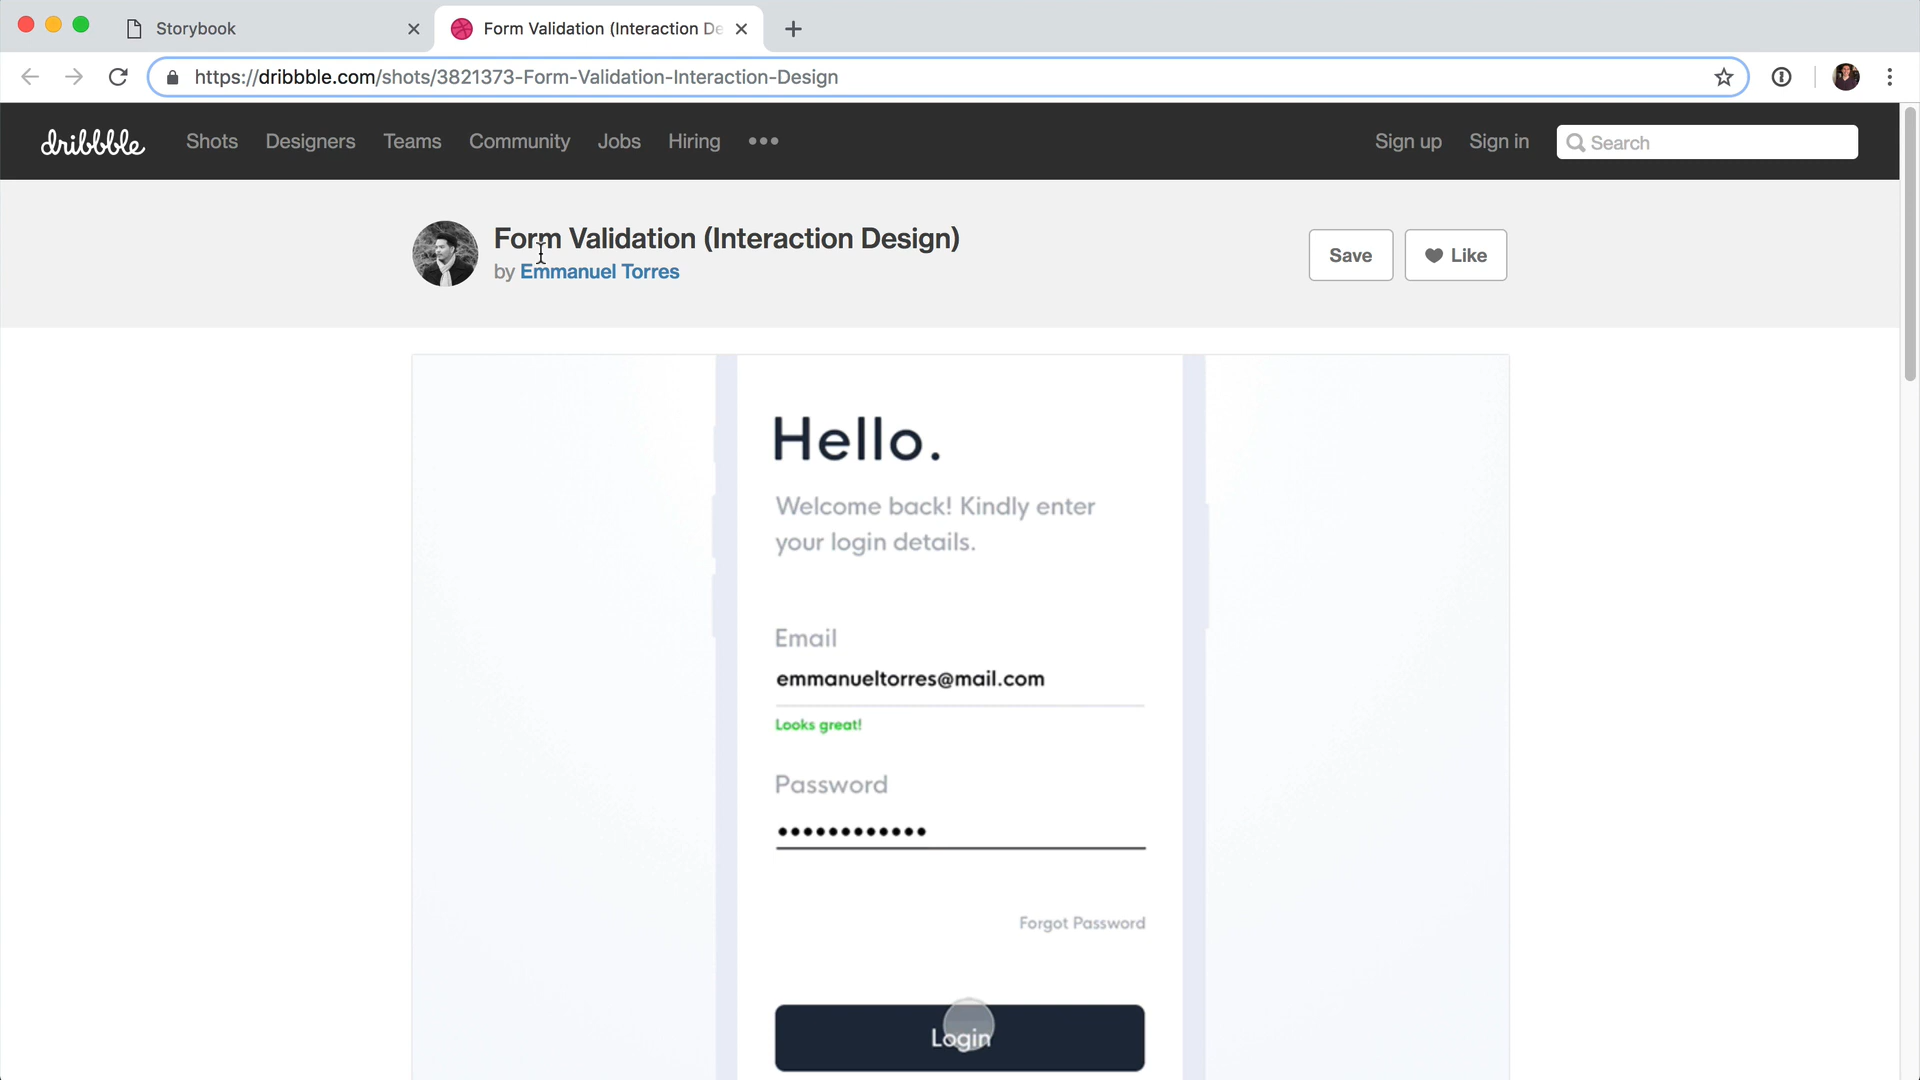 Storybook
Form Validation (Interaction De
https://dribbble.com/shots/3821373-Form-Validation-Interaction-Design
dribbble
Shots
Designers
Teams
Community
Jobs
Hiring
Sign up
Sign in
Search
Form Validation (Interaction Design)
by Emmanuel Torres
Save
Like
Hello.
Welcome back! Kindly enter
your login details.
Email
emmanueltorres@mail.com
Looks great!
Password
••••••••••••
Forgot Password
Login